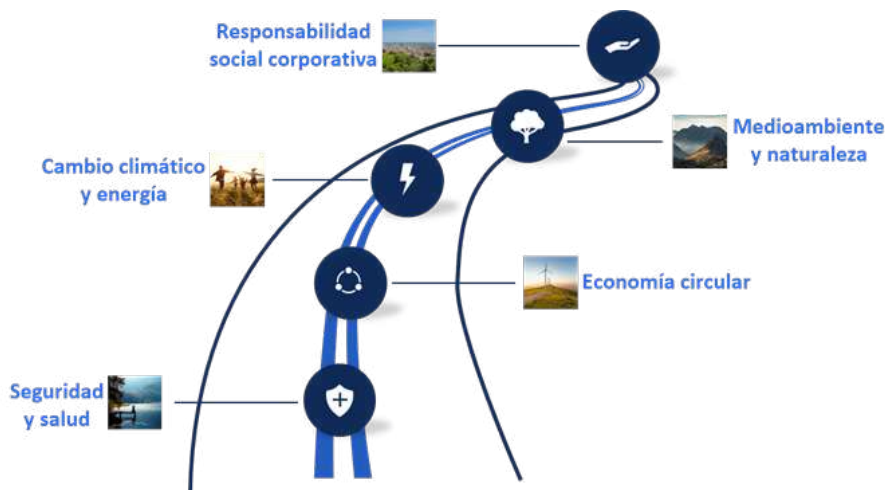 Responsabilidad
social corporativa
Medioambiente
y naturaleza
Cambio climático
y energía
Economía circular
Seguridad
y salud